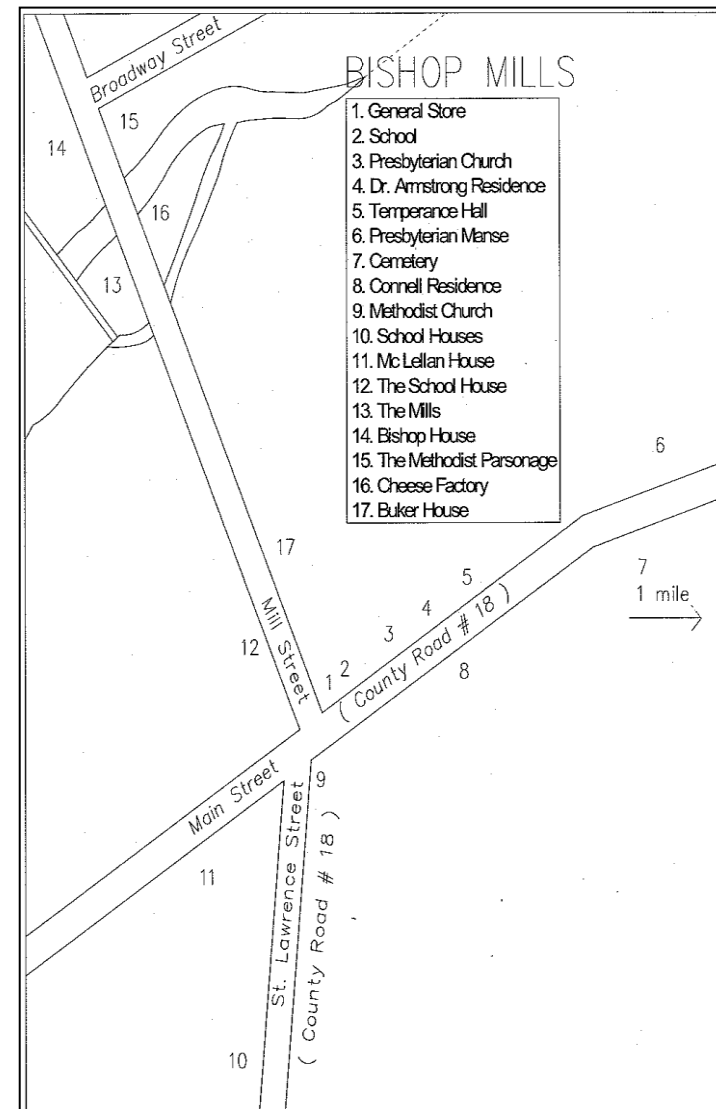 BISHOP MILLS
1. General Store
2. School
3. Presbyterian Church
4. Dr. Armstrong Residence
5. Temperance Hall
6. Presbyterian Manse
7. Cemetery
8. Connell Residence
9. Methodist Church
10. School Houses
11. Mc Lellan House
12. The School House
13. The Mills
14. Bishop House
15. The Methodist Parsonage
16. Cheese Factory
17. Buker House
Broadway Street
15
14
16
13
6
17
5
7
1 mile
4
3
12
2
1
8
Mill Street
( County Road # 18 )
Main Street
9
11
St. Lawrence Street
( County Road # 18 )
10